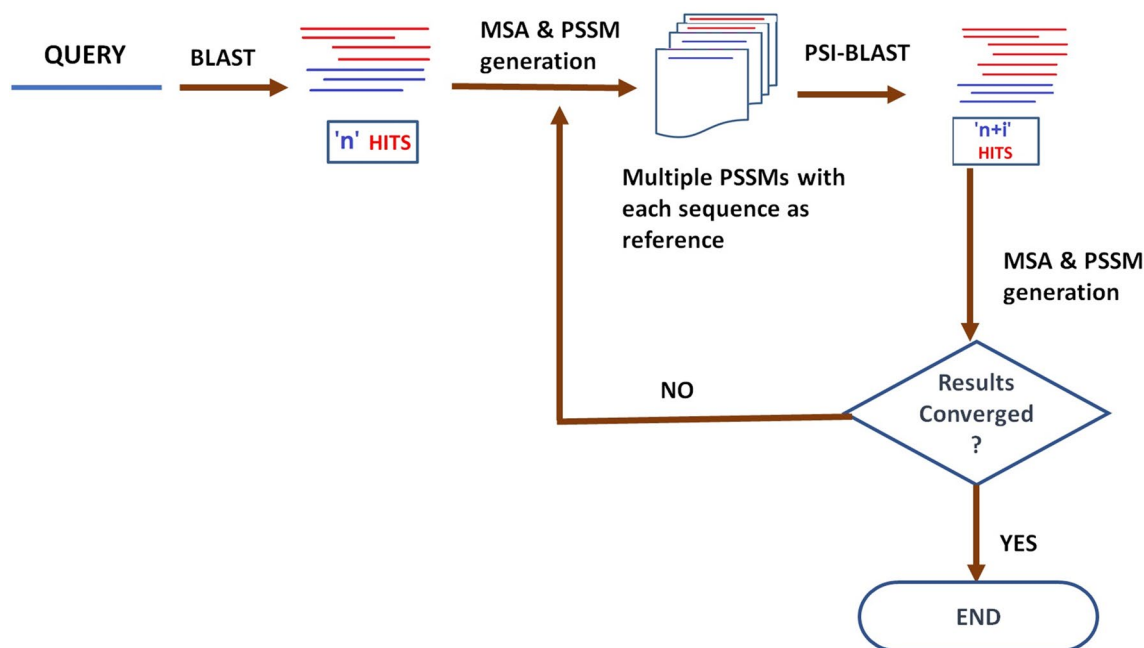 QUERY
BLAST
'n' HITS
MSA & PSSM
generation
Multiple PSSMs with
each sequence as
reference
PSI-BLAST
'n+i'
HITS
MSA & PSSM
generation
Results
Converged
?
NO
YES
END